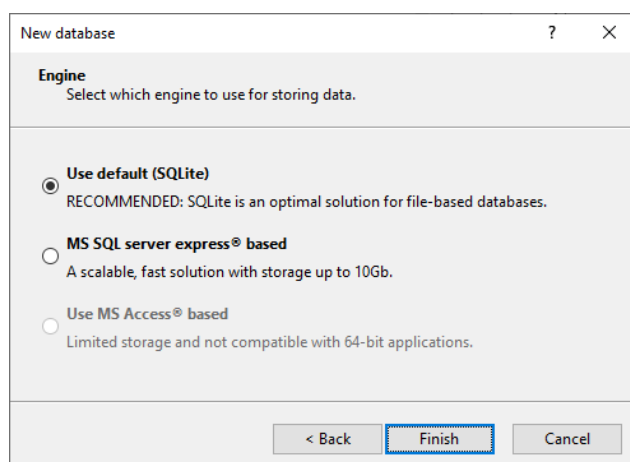 New database
?
Engine
Select which engine to use for storing data.
Use default (SQLite)
RECOMMENDED: SQLite is an optimal solution for file-based databases.
MS SQL server express® based
A scalable, fast solution with storage up to 10Gb.
Use MS Access® based
Limited storage and not compatible with 64-bit applications.
< Back Finish Cancel